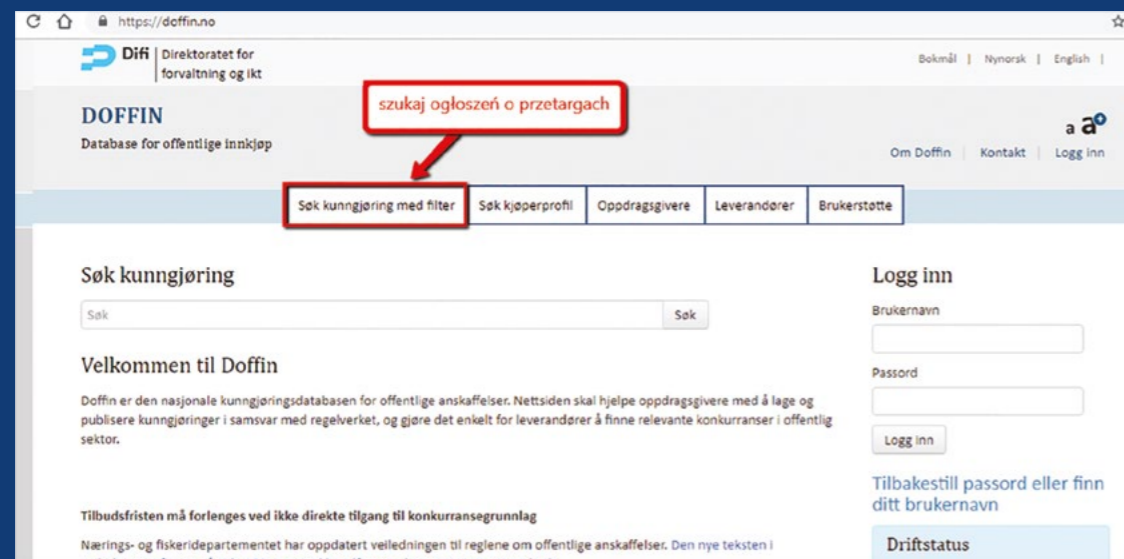 https://doffin.no
Difi Direktoratet for
forvaltning og ikt
Bokmål | Nynorsk | English |
szukaj ogłoszeń o przetargach
DOFFIN
Database for offentlige innkjøp
a a
Om Doffin | Kontakt | Logg inn
Søk kunngjøring med filter Søk kjøperprofil Oppdragsgivere Leverandører Brukerstøtte
Søk kunngjøring
Søk Søk
Velkommen til Doffin
Doffin er den nasjonale kunngjøringsdatabasen for offentlige anskaffelser. Nettsiden skal hjelpe oppdragsgivere med å lage og
publisere kunngjøringer i samsvar med regelverket, og gjøre det enkelt for leverandører å finne relevante konkurranser i offentlig
sektor.
Tilbudsfristen må forlenges ved ikke direkte tilgang til konkurransegrunnlag
Nærings- og fiskeridepartementet har oppdatert veiledningen til reglene om offentlige anskaffelser. Den nye teksten i
Logg inn
Brukernavn
Passord
Logg inn
Tilbakestill passord eller finn
ditt brukernavn
Driftstatus